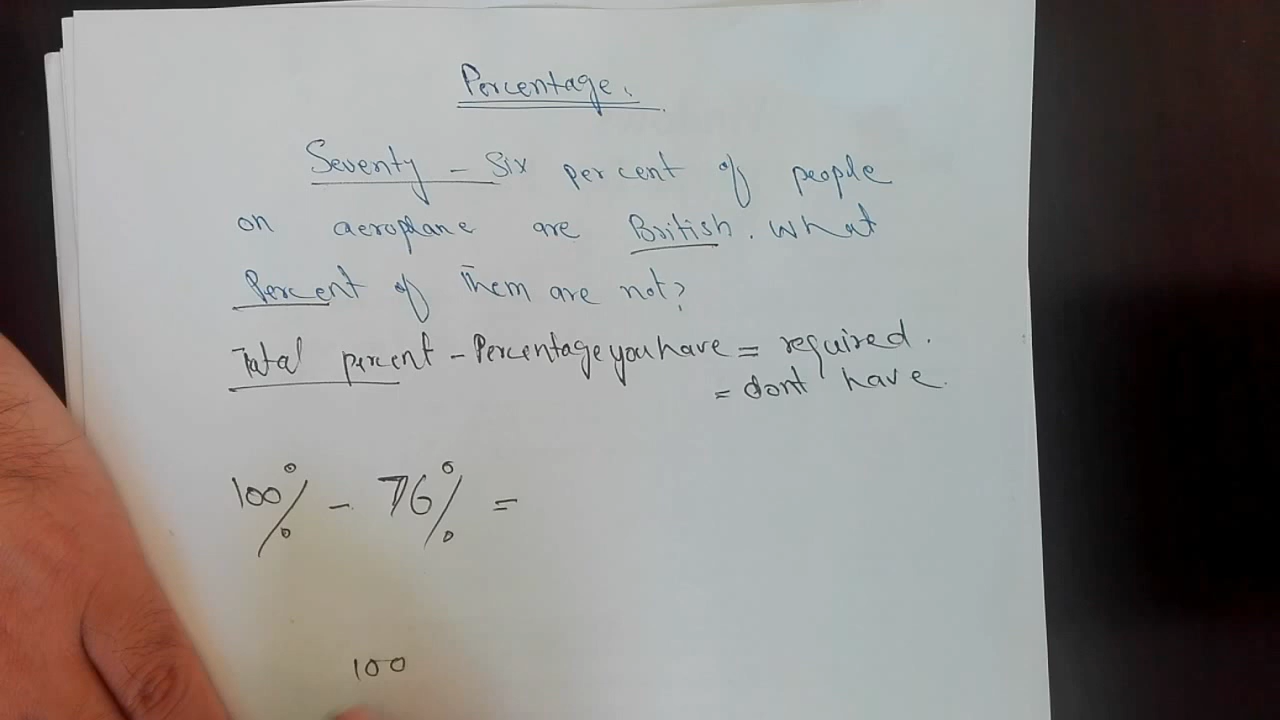 Percentage.
Seventy - Six percent of people
on aeroplane are British. What
Percent of them are not?
Total percent - Percentage you have = required.
= dont have.
100% - 76% =
100